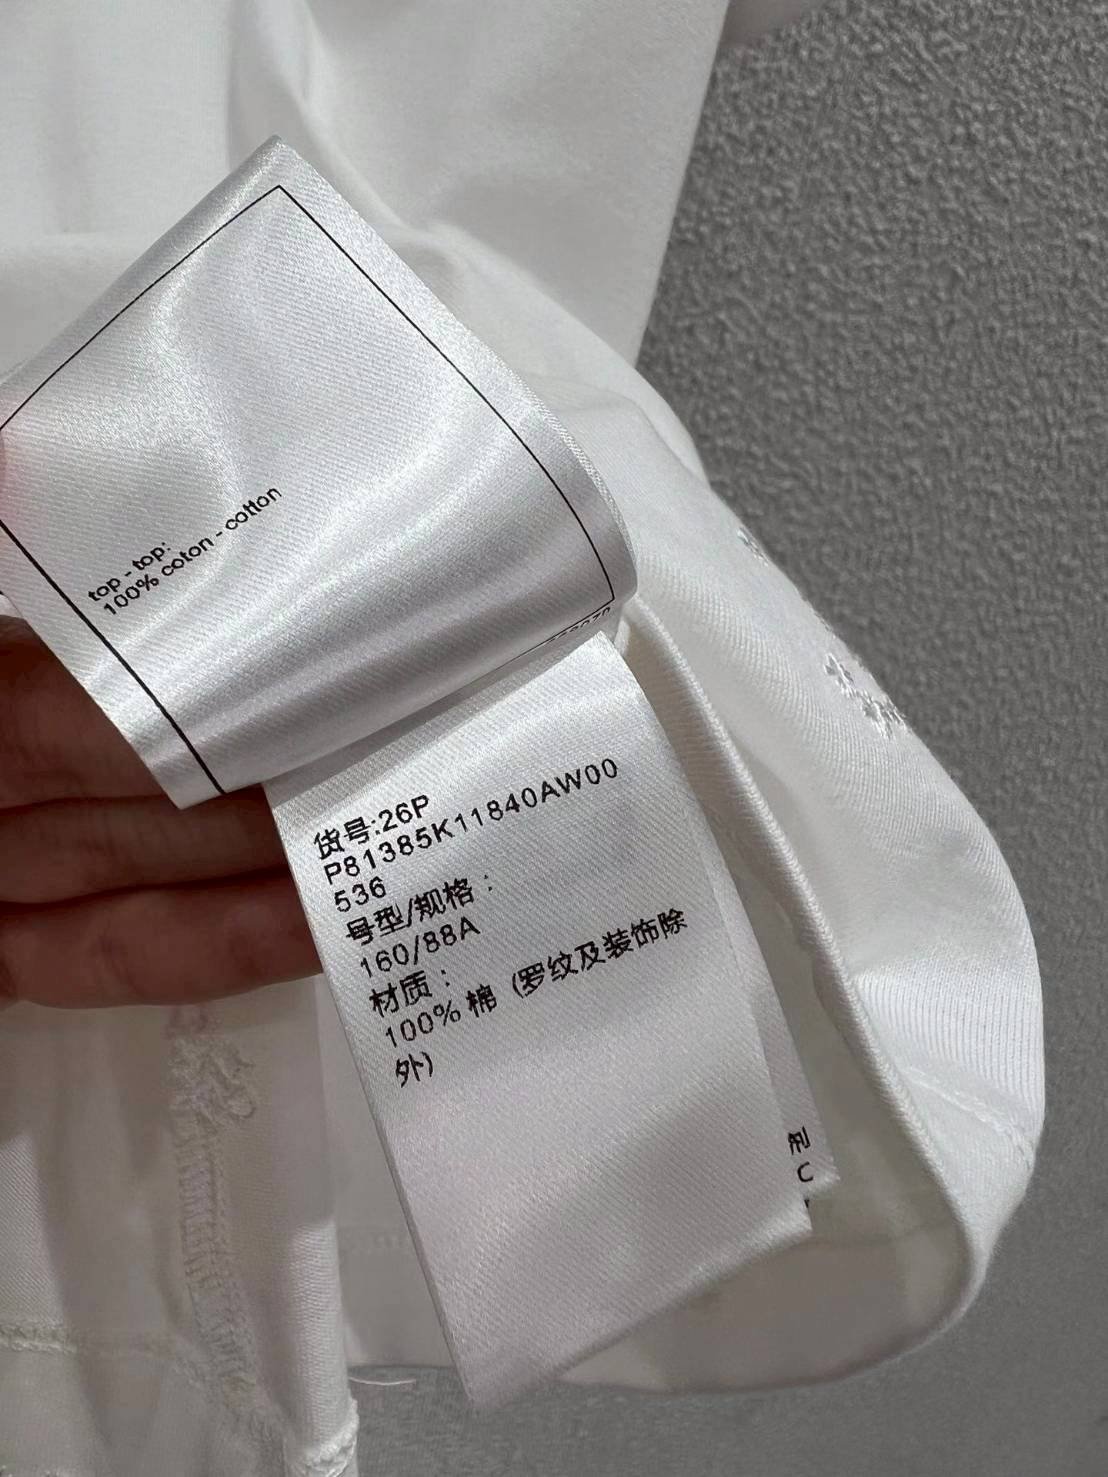 top - top:
100% coton - cotton
货号:26P
P81385K11840AW00
536
号型/规格:
160/88A
材质:
100% 棉 (罗纹及装饰除
外)
剂
C